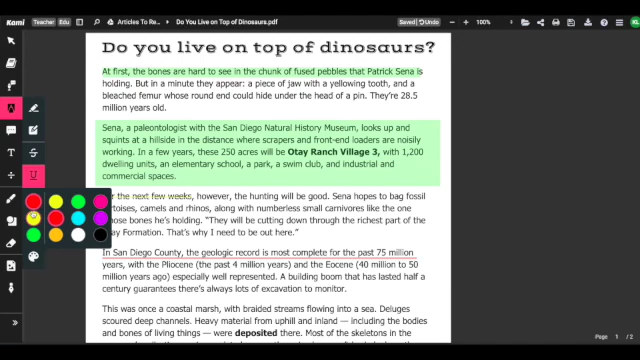 Kami Teacher Edu Articles To Re... > Do You Live on Top of Dinosaurs.pdf Saved Undo 100% KL
Do you live on top of dinosaurs?
At first, the bones are hard to see in the chunk of fused pebbles that Patrick Sena is
holding. But in a minute they appear: a piece of jaw with a yellowing tooth, and
a bleached femur whose round end could hide under the head of a pin. They're 28.5
million years old.
Sena, a paleontologist with the San Diego Natural History Museum, looks up and
squints at a hillside in the distance where scrapers and front-end loaders are noisily
working. In a few years, these 250 acres will be Otay Ranch Village 3, with 1,200
dwelling units, an elementary school, a park, a swim club, and industrial and
commercial spaces.
the next few weeks, however, the hunting will be good. Sena hopes to bag fossil
tortoises, camels and rhinos, along with numberless small carnivores like the one
whose bones he's holding. "They will be cutting down through the richest part of the
Otay Formation. That's why I need to be out here."
In San Diego County, the geologic record is most complete for the past 75 million
years, with the Pliocene (the past 4 million years) and the Eocene (40 million to 50
million years ago) especially well represented. A building boom that has lasted half a
century guarantees there's always lots of excavation to monitor.
This was once a coastal marsh, with braided streams flowing into a sea. Deluges
scoured deep channels. Heavy material from uphill and inland — including the bodies
and bones of living things — were deposited there. Most of the skeletons in the
Page 1 / 2